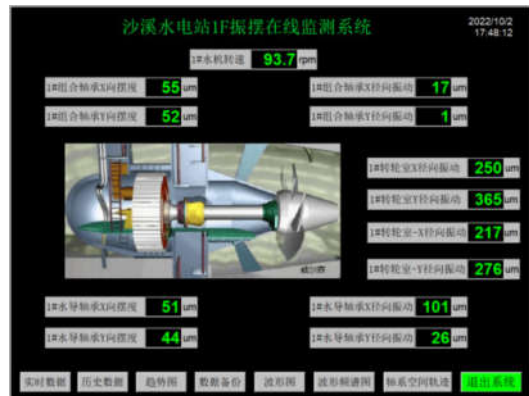 沙溪水电站1F振摆在线监测系统
2022/10/2
17:48:12
1#水机转速 93.7 rpm
1#组合轴承X向摆度 55 um
1#组合轴承X径向振动 17 um
1#组合轴承Y向摆度 52 um
1#组合轴承Y径向振动 1 um
1#转轮室X径向振动 250 um
1#转轮室Y径向振动 365 um
1#转轮室-X径向振动 217 um
1#转轮室-Y径向振动 276 um
1#水导轴承X向摆度 51 um
1#水导轴承X径向振动 101 um
1#水导轴承Y向摆度 44 um
1#水导轴承Y径向振动 26 um
实时数据 历史数据 趋势图 数据备份 波形图 波形频谱图 轴系空间轨迹 退出系统